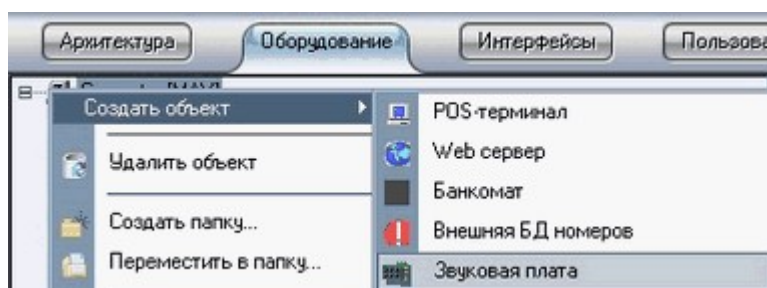 Архитектура Оборудование Интерфейсы
Создать объект
Удалить объект
Создать папку...
Переместить в папку...
POS-терминал
Web сервер
Банкомат
Внешняя БД номеров
Звуковая плата